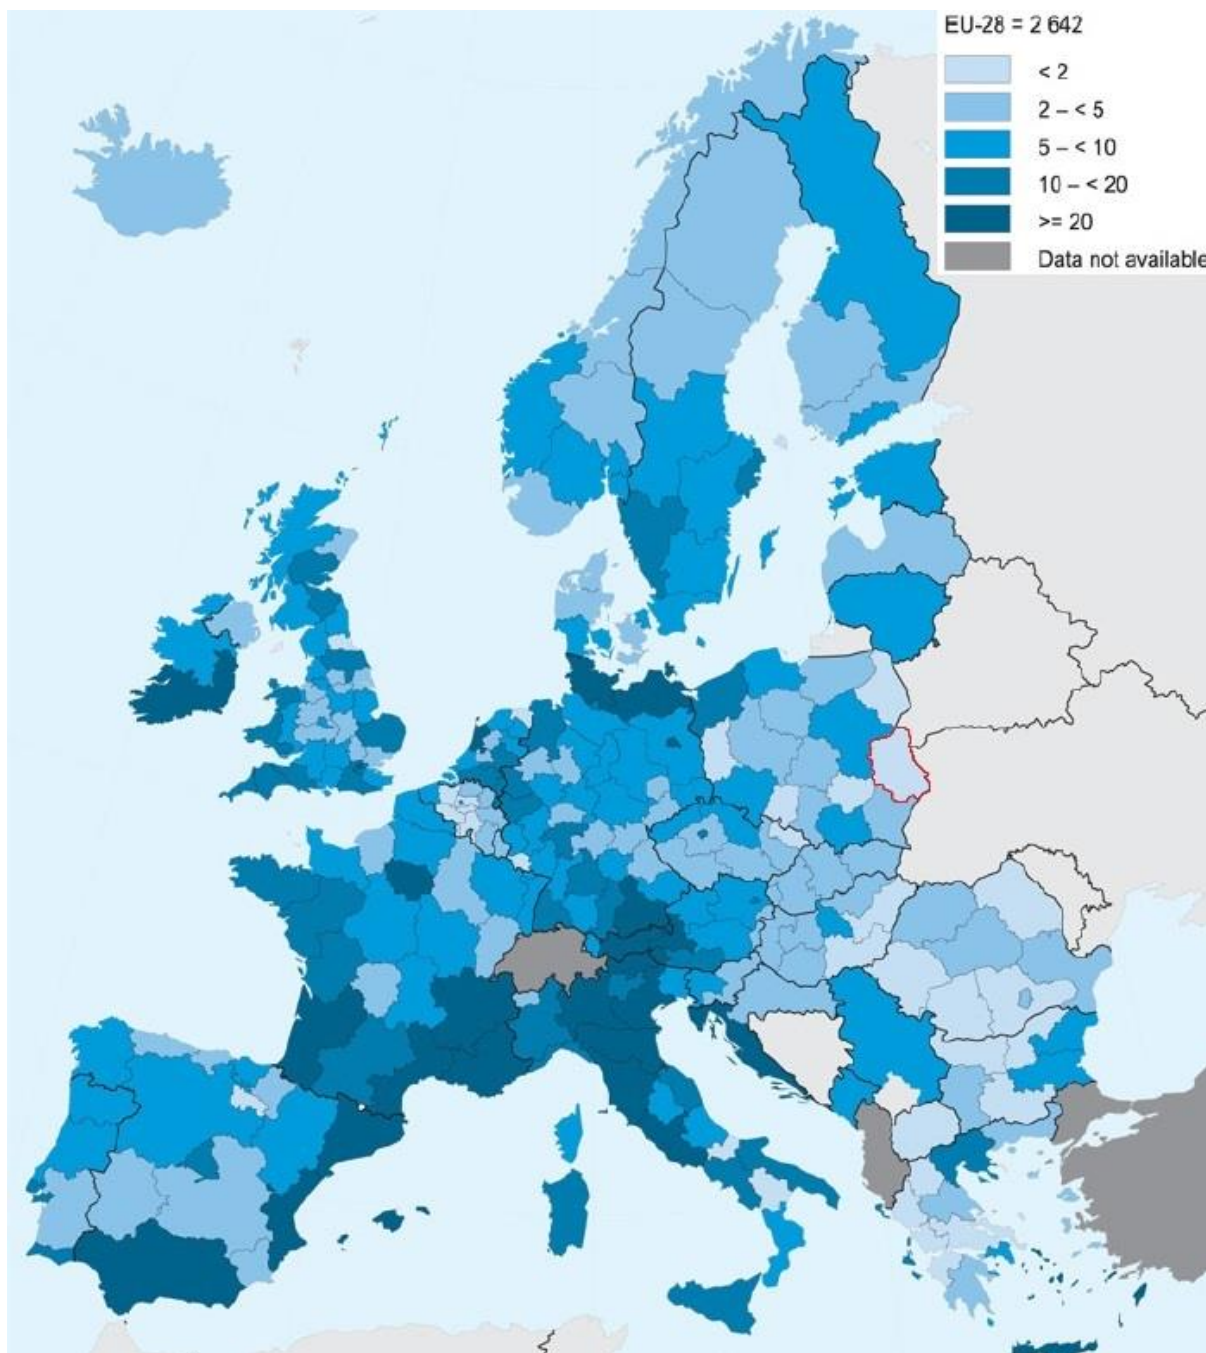 EU-28 = 2 642
< 2
2 – < 5
5 – < 10
10 – < 20
>= 20
Data not available